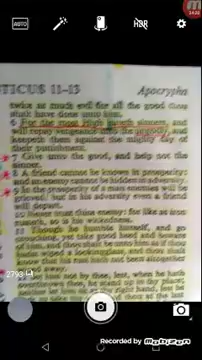 AUTO
HDR
TICUS 11-13 Apocrypha
twice as much evil for all the good thou
shalt have done unto him.
6 For the most High hateth sinners, and
will repay vengeance unto the ungodly, and
keepeth them against the mighty day of
their punishment.
7 Give unto the good, and help not the
sinner.
8 A friend cannot be known in prosperity:
and an enemy cannot be hidden in adversity.
9 In the prosperity of a man enemies will be
grieved: but in his adversity even a friend
will depart.
10 Never trust thine enemy: for like as iron
rusteth, so is his wickedness.
11 Though he humble himself, and go
crouching, yet take good heed and beware
of him, and thou shalt be unto him as if thou
hadst wiped a lookingglass, and thou shalt
know that his rust hath not been altogether
wiped away.
him not by thee, lest, when he hath
overthrown thee, he stand up in thy place;
neither let him sit at thy right hand, lest he
seek to take thy seat, and thou at the last
2793
Recorded by
Mobizen